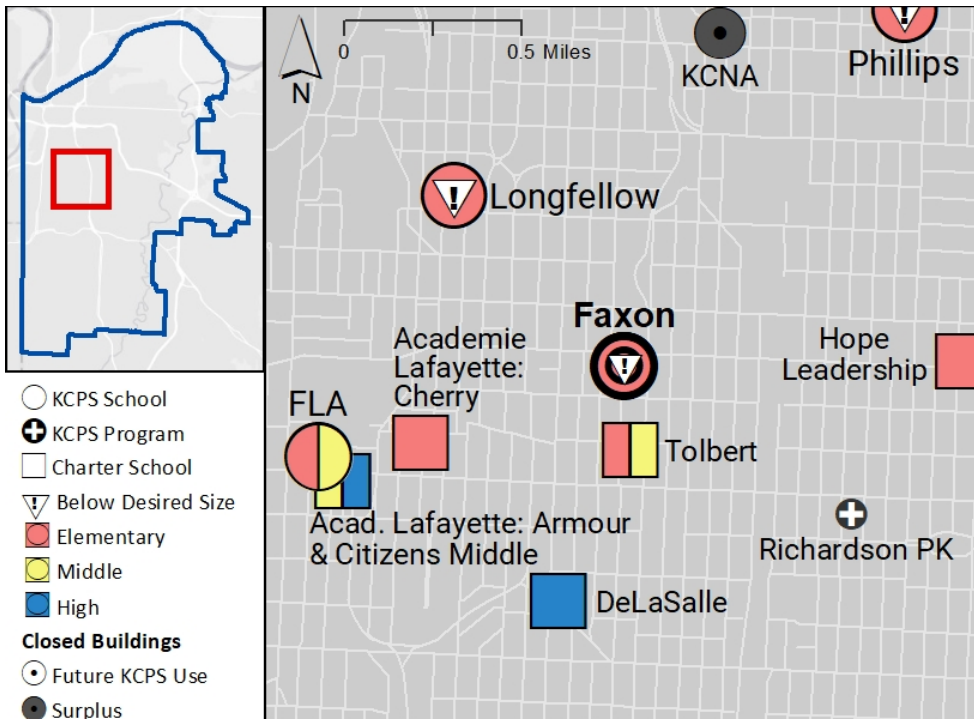 N
0
0.5 Miles
KCNA
Phillips
Longfellow
Faxon
Academie
Lafayette:
Cherry
Hope
Leadership
FLA
Tolbert
Acad. Lafayette: Armour
& Citizens Middle
Richardson PK
DeLaSalle
KCPS School
KCPS Program
Charter School
! Below Desired Size
Elementary
Middle
High
Closed Buildings
Future KCPS Use
Surplus